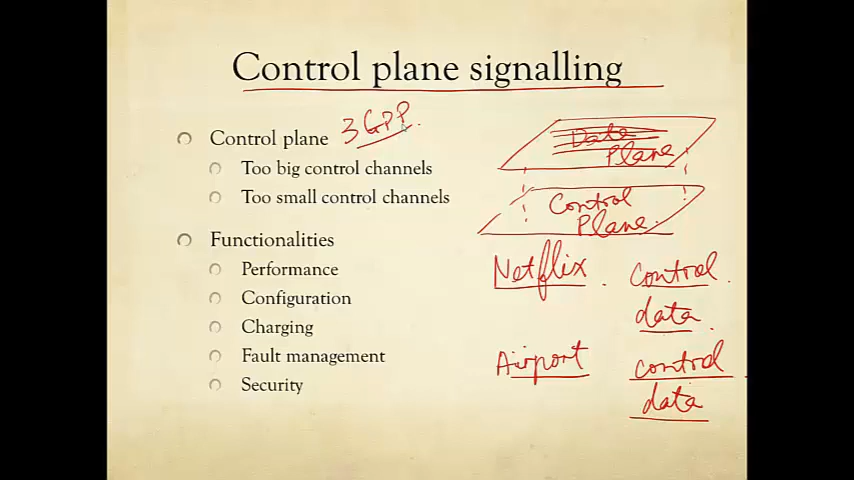 Control plane signalling
Control plane
3GPP.
Too big control channels
Too small control channels
Functionalities
Performance
Configuration
Charging
Fault management
Security
Data
Plane
Control
Plane.
Netflix.
control.
data.
Airport
control
data